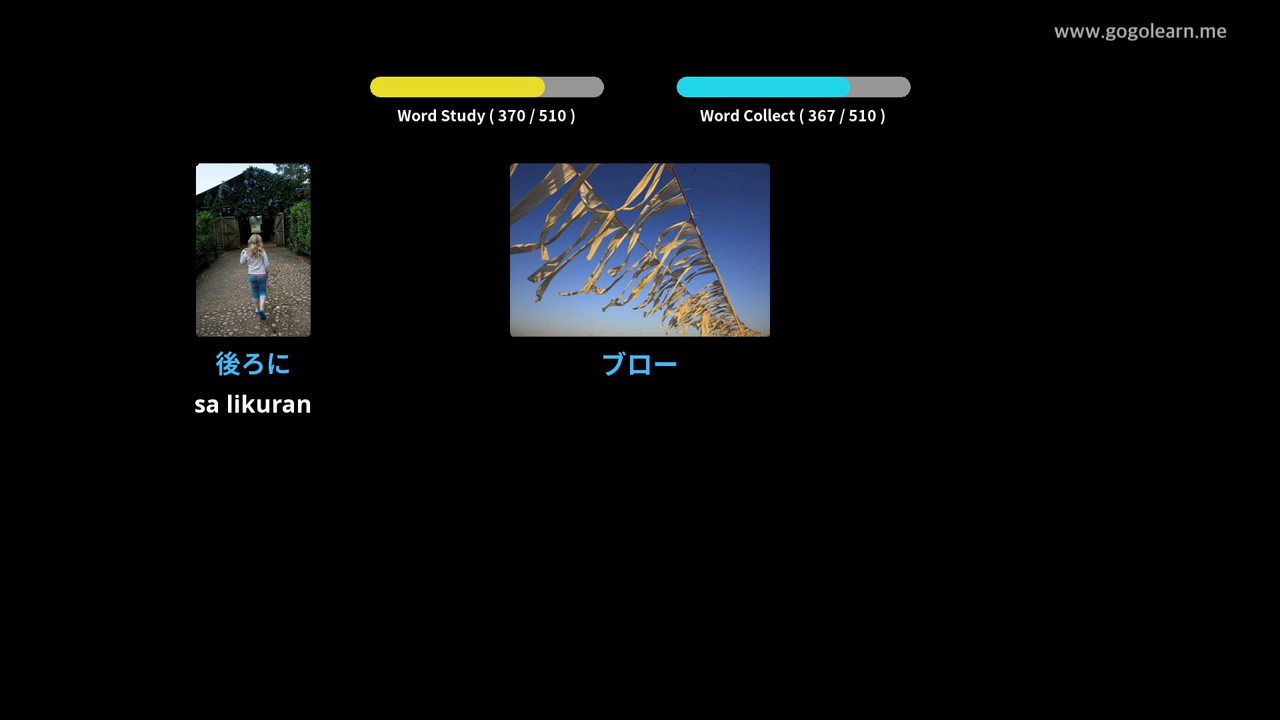 www.gogolearn.me
Word Study ( 370 / 510 )
Word Collect ( 367 / 510 )
後ろに
ブロー
sa likuran